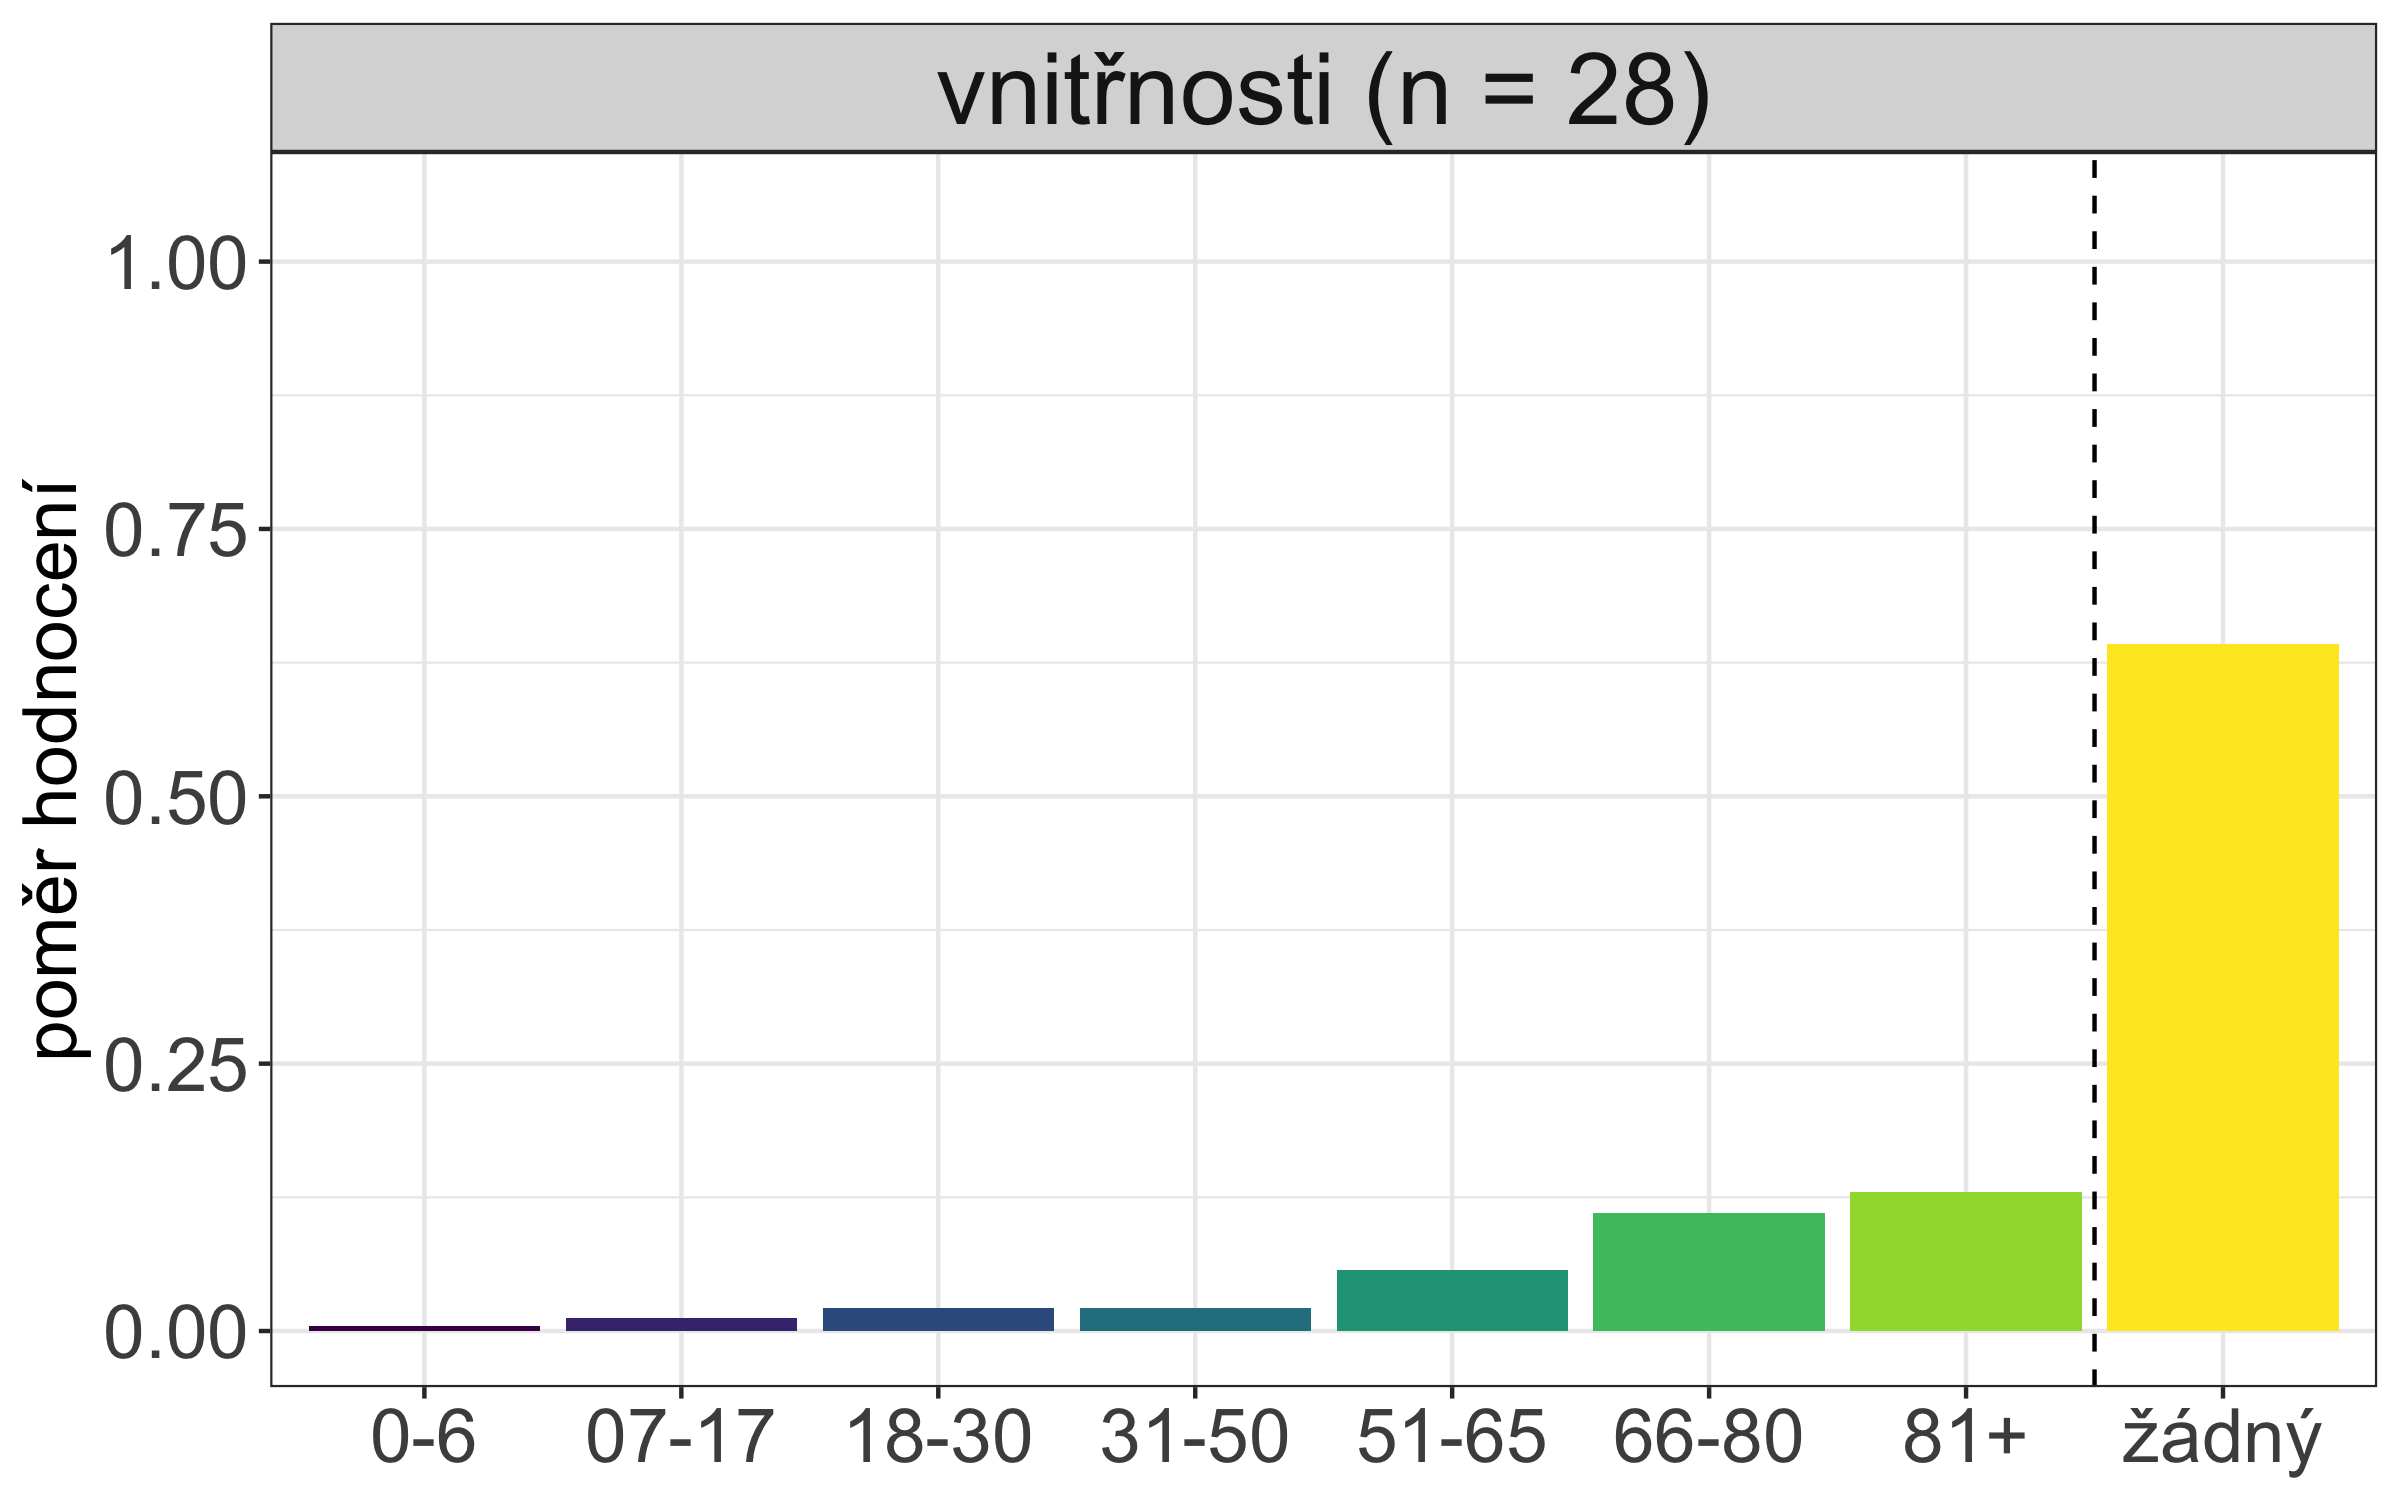 vnitřnosti (n = 28)
poměr hodnocení
1.00
0.75
0.50
0.25
0.00
0-6 07-17 18-30 31-50 51-65 66-80 81+ žádný